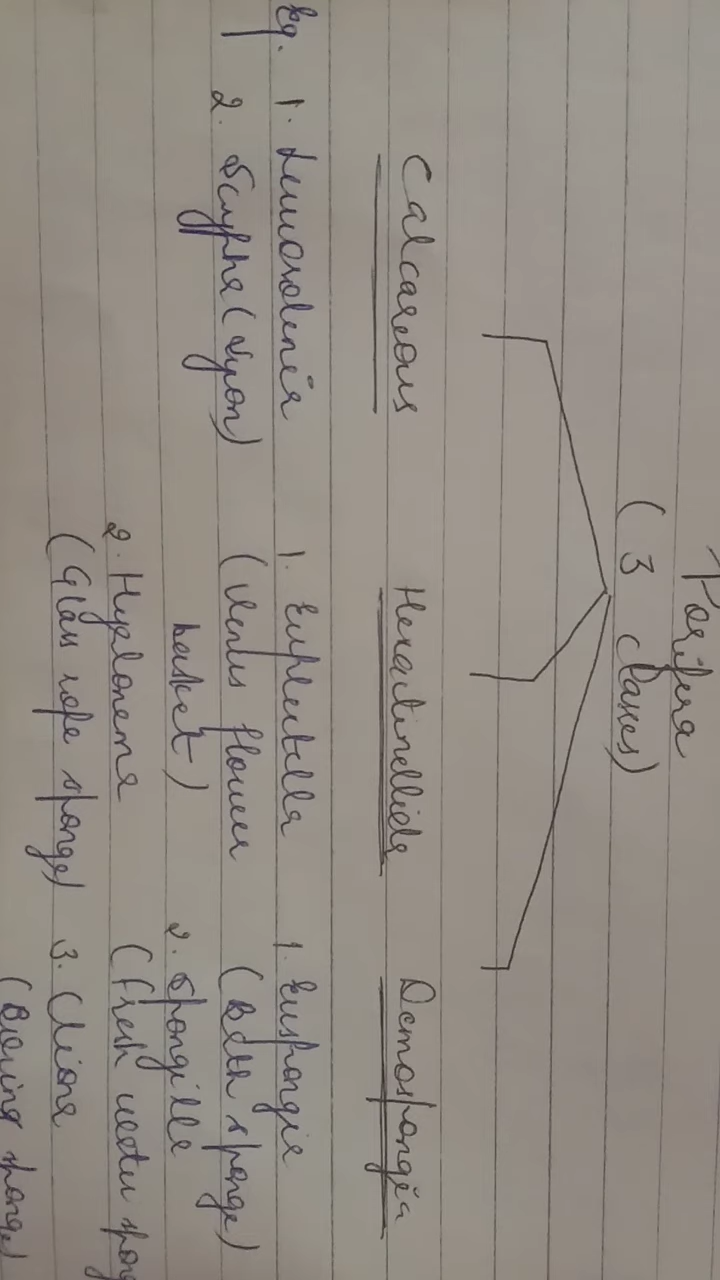 Porifera
(3 classes)
Calcareous Hexactinellida Demospongia
Eg. 1. Leucosolenia 1. Euplectella 1. Euspongia
2. Scypha (Sycon) (Venus flower (Bath sponge)
basket) 2. Spongilla
2. Hyalonema (Fresh water spong
(Glass rope sponge) 3. Cliona
(Boring sponge)